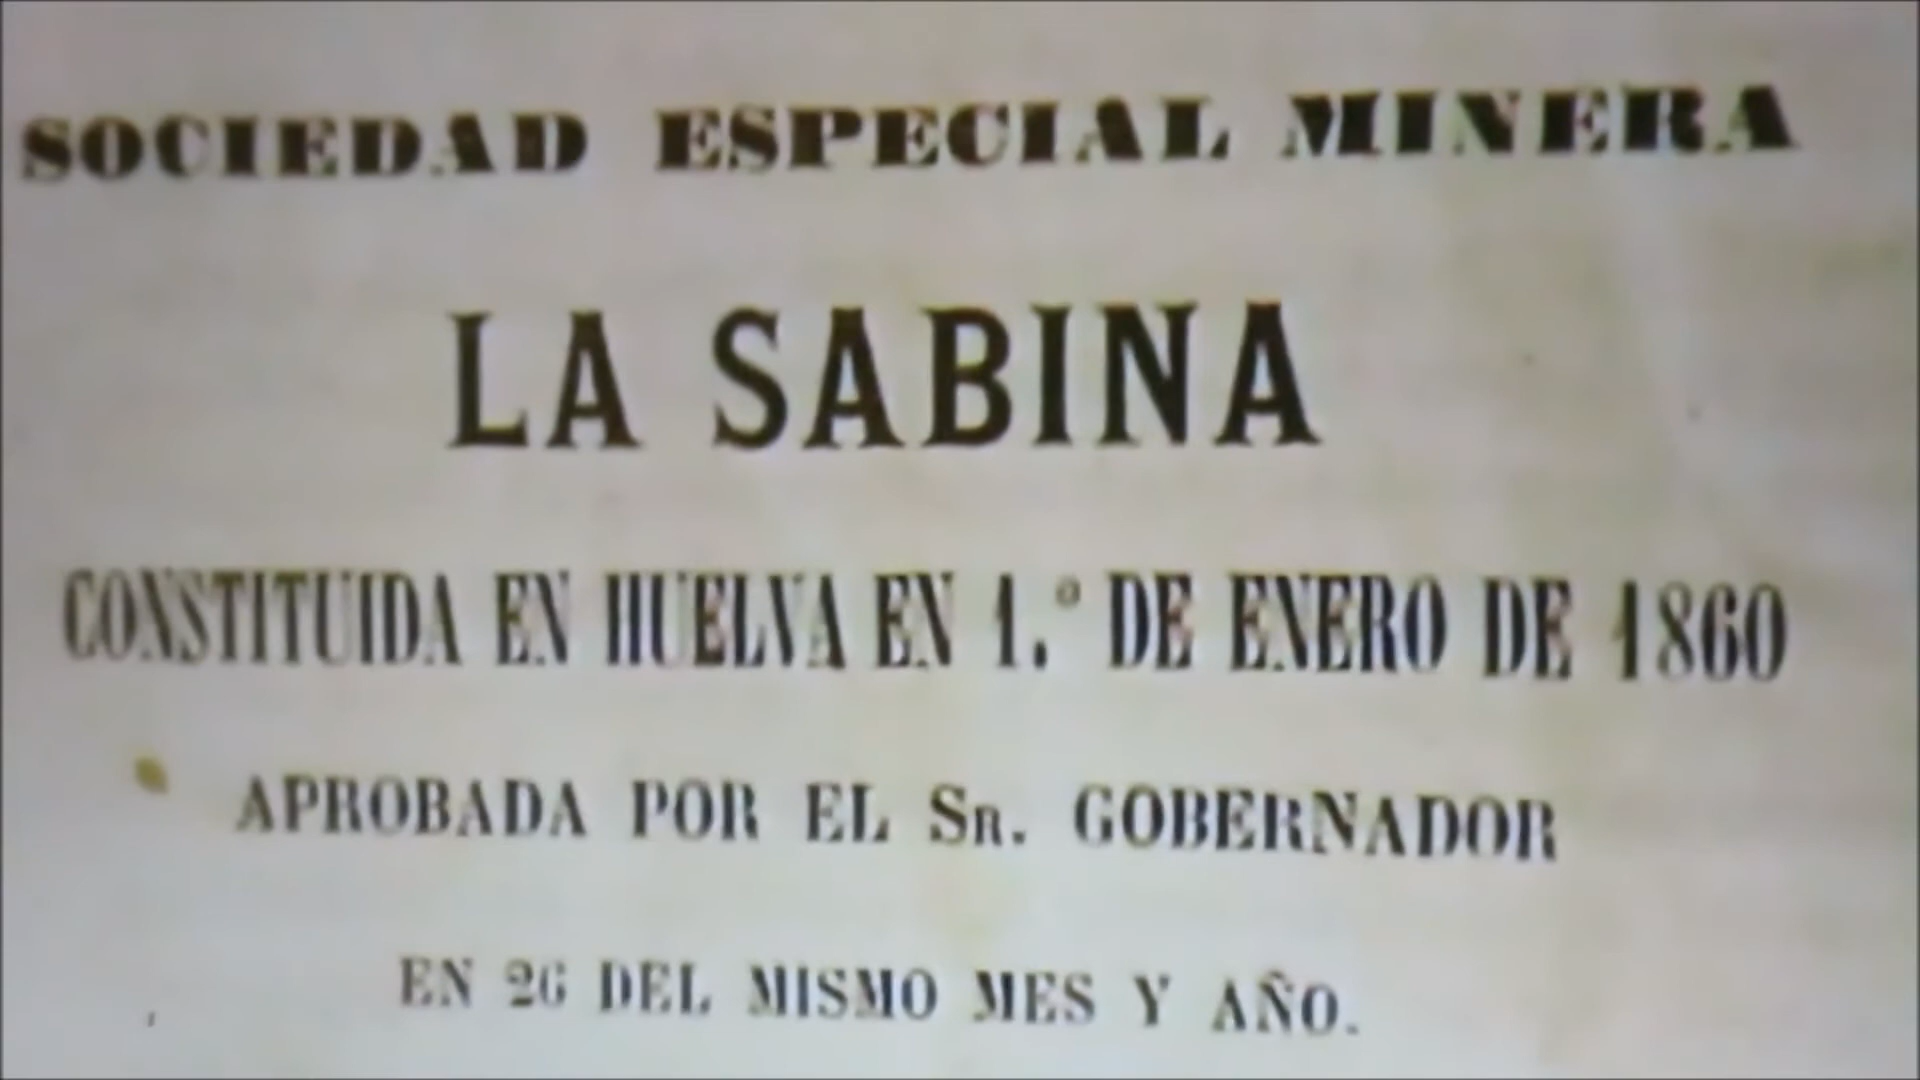 SOCIEDAD ESPECIAL MINERA
LA SABINA
CONSTITUIDA EN HUELVA EN 1.º DE ENERO DE 1860
APROBADA POR EL Sr. GOBERNADOR
EN 26 DEL MISMO MES Y AÑO.